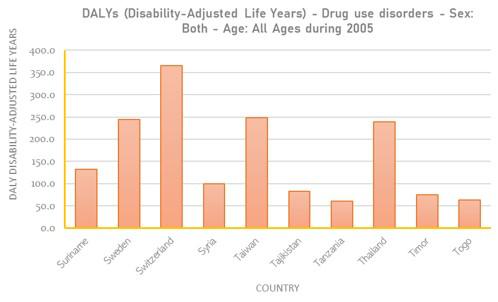 DALYs (Disability-Adjusted Life Years) - Drug use disorders - Sex:
Both - Age: All Ages during 2005
DALY DISABILITY-ADJUSTED LIFE YEARS
400.0
350.0
300.0
250.0
200.0
150.0
100.0
50.0
0.0
Suriname
Sweden
Switzerland
Syria
Taiwan
Tajikistan
Tanzania
Thailand
Timor
Togo
COUNTRY